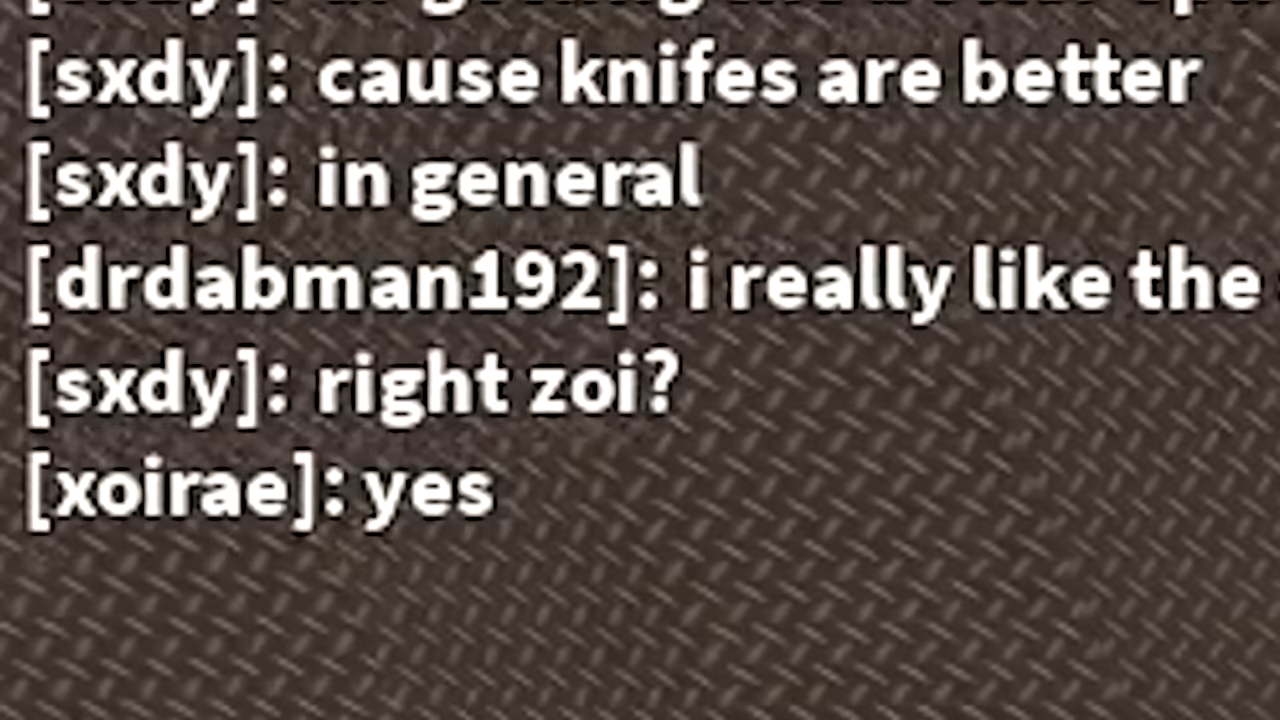 [sxdy]: cause knifes are better
[sxdy]: in general
[drdabman192]: i really like the
[sxdy]: right zoi?
[xoirae]: yes